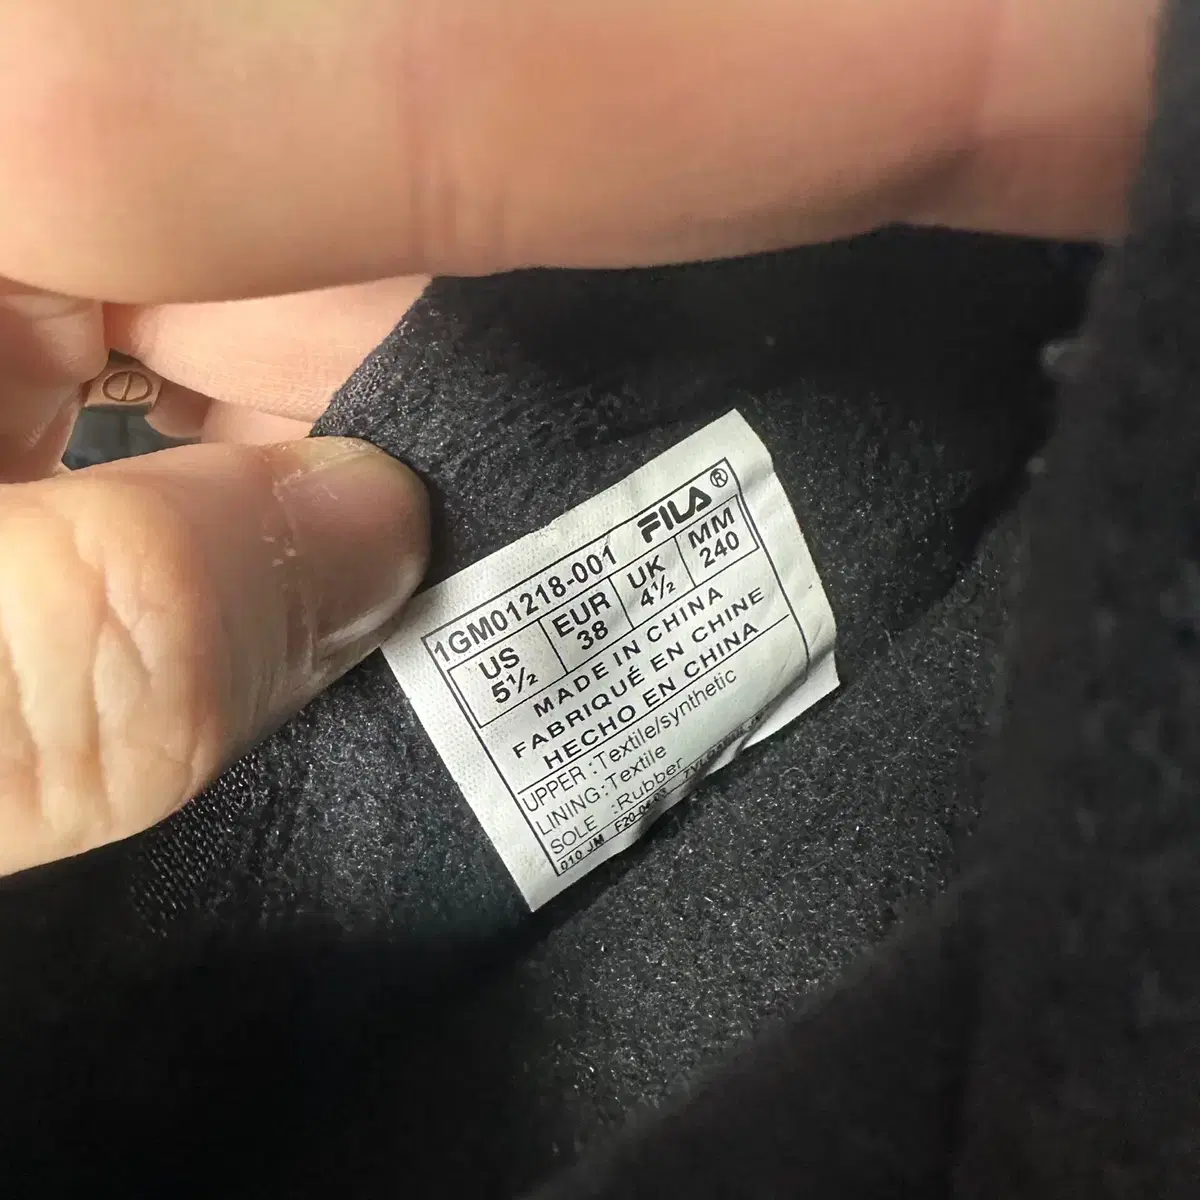 FILA®
1GM01218-001
US EUR UK MM
5½ 38 4½ 240
MADE IN CHINA
FABRIQUÉ EN CHINE
HECHO EN CHINA
UPPER :Textile/synthetic
LINING:Textile
SOLE :Rubber
010 JM